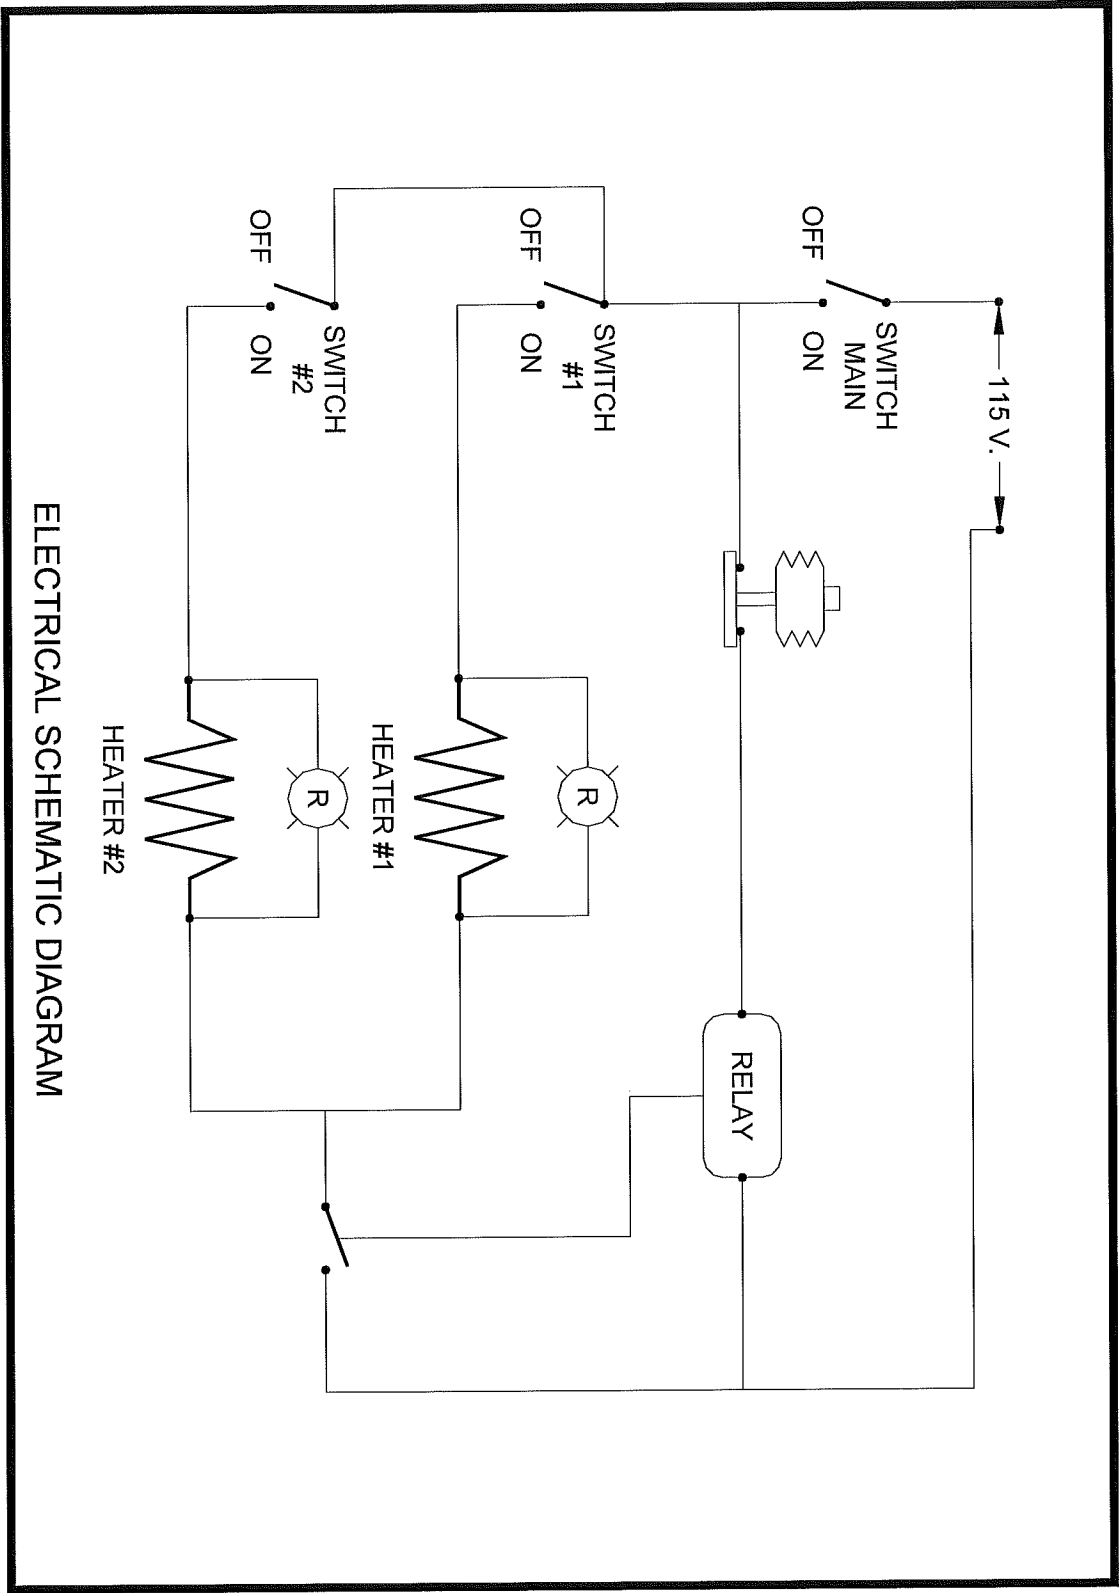 115 V.
SWITCH
MAIN
OFF
ON
SWITCH
#1
OFF
ON
SWITCH
#2
OFF
ON
RELAY
R
HEATER #1
R
HEATER #2
ELECTRICAL SCHEMATIC DIAGRAM